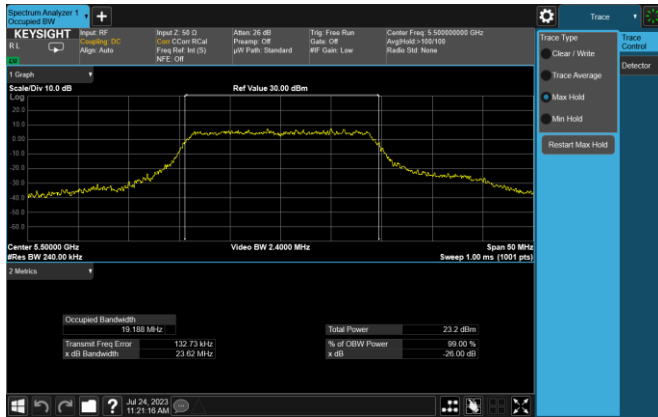 Spectrum Analyzer 1
Occupied BW
+
KEYSIGHT
R L
Input: RF
Coupling: DC
Align: Auto
Input Z: 50 Ω
Corr CCorr RCal
Freq Ref: Int (S)
NFE: Off
Atten: 26 dB
Preamp: Off
µW Path: Standard
Trig: Free Run
Gate: Off
#IF Gain: Low
Center Freq: 5.500000000 GHz
Avg|Hold:>100/100
Radio Std: None
1 Graph
Scale/Div 10.0 dB
Ref Value 30.00 dBm
Log
20.0
10.0
0.00
-10.0
-20.0
-30.0
-40.0
-50.0
-60.0
Center 5.50000 GHz
Video BW 2.4000 MHz
Span 50 MHz
#Res BW 240.00 kHz
Sweep 1.00 ms (1001 pts)
2 Metrics
Occupied Bandwidth
19.188 MHz
Total Power 23.2 dBm
Transmit Freq Error 132.73 kHz
% of OBW Power 99.00 %
x dB Bandwidth 23.62 MHz
x dB -26.00 dB
Jul 24, 2023
11:21:16 AM
?
Trace
Trace Type
Clear / Write
Trace Average
Max Hold
Min Hold
Restart Max Hold
Trace
Control
Detector